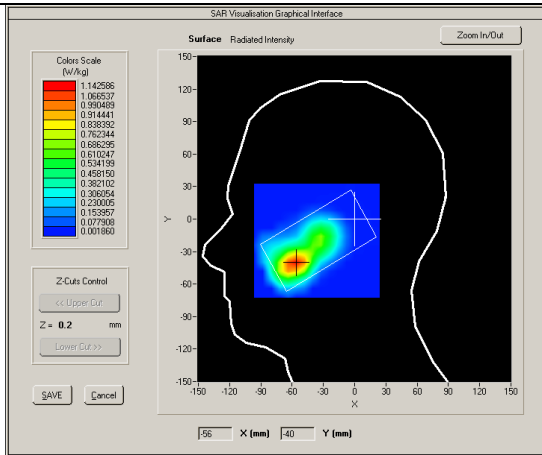 SAR Visualisation Graphical Interface
Surface Radiated Intensity
Zoom In/Out
Colors Scale
(W/kg)
1.142586
1.066537
0.990489
0.914441
0.838392
0.762344
0.686295
0.610247
0.534199
0.458150
0.382102
0.306054
0.230005
0.153957
0.077908
0.001860
Z-Cuts Control
<< Upper Cut
Z = 0.2 mm
Lower Cut >>
SAVE Cancel
150
120
90
60
30
0
-30
-60
-90
-120
-150
Y
-150 -120 -90 -60 -30 0 30 60 90 120 150
X
-56 X (mm) -40 Y (mm)